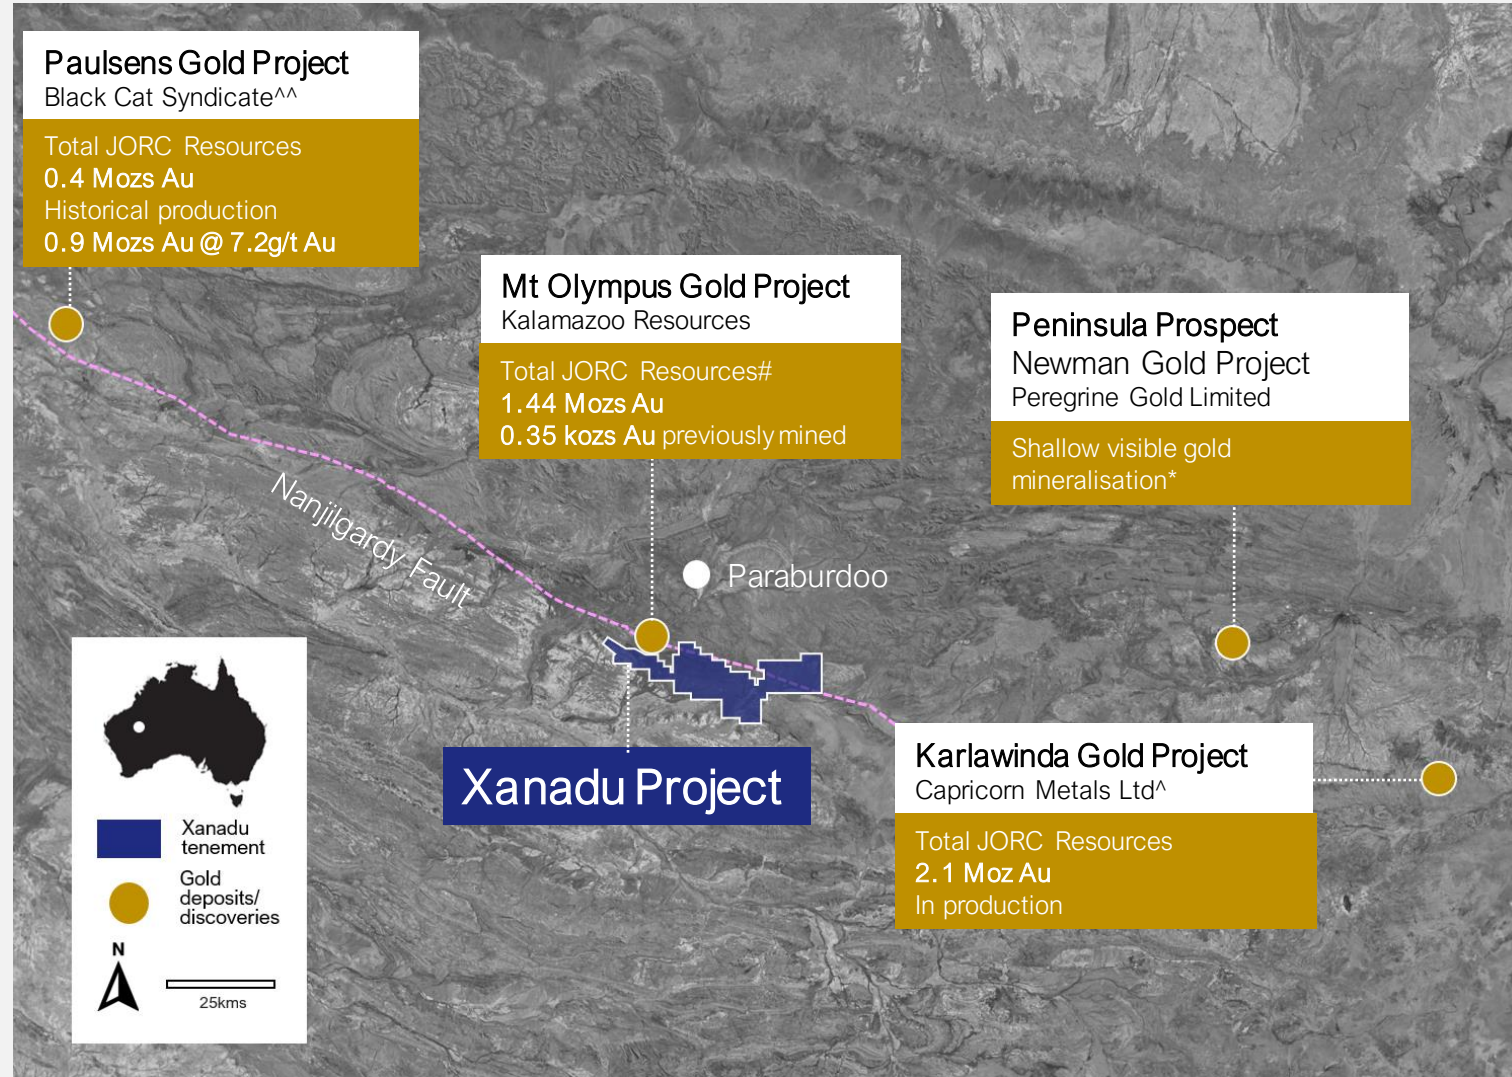 Paulsens Gold Project
Black Cat Syndicate^^
Total JORC Resources
0.4 Mozs Au
Historical production
0.9 Mozs Au @ 7.2g/t Au
Mt Olympus Gold Project
Kalamazoo Resources
Total JORC Resources#
1.44 Mozs Au
0.35 kozs Au previously mined
Peninsula Prospect
Newman Gold Project
Peregrine Gold Limited
Shallow visible gold
mineralisation*
Nanjilgardy Fault
Paraburdoo
Xanadu Project
Karlawinda Gold Project
Capricorn Metals Ltd^
Total JORC Resources
2.1 Moz Au
In production
Xanadu
tenement
Gold
deposits/
discoveries
N
25kms